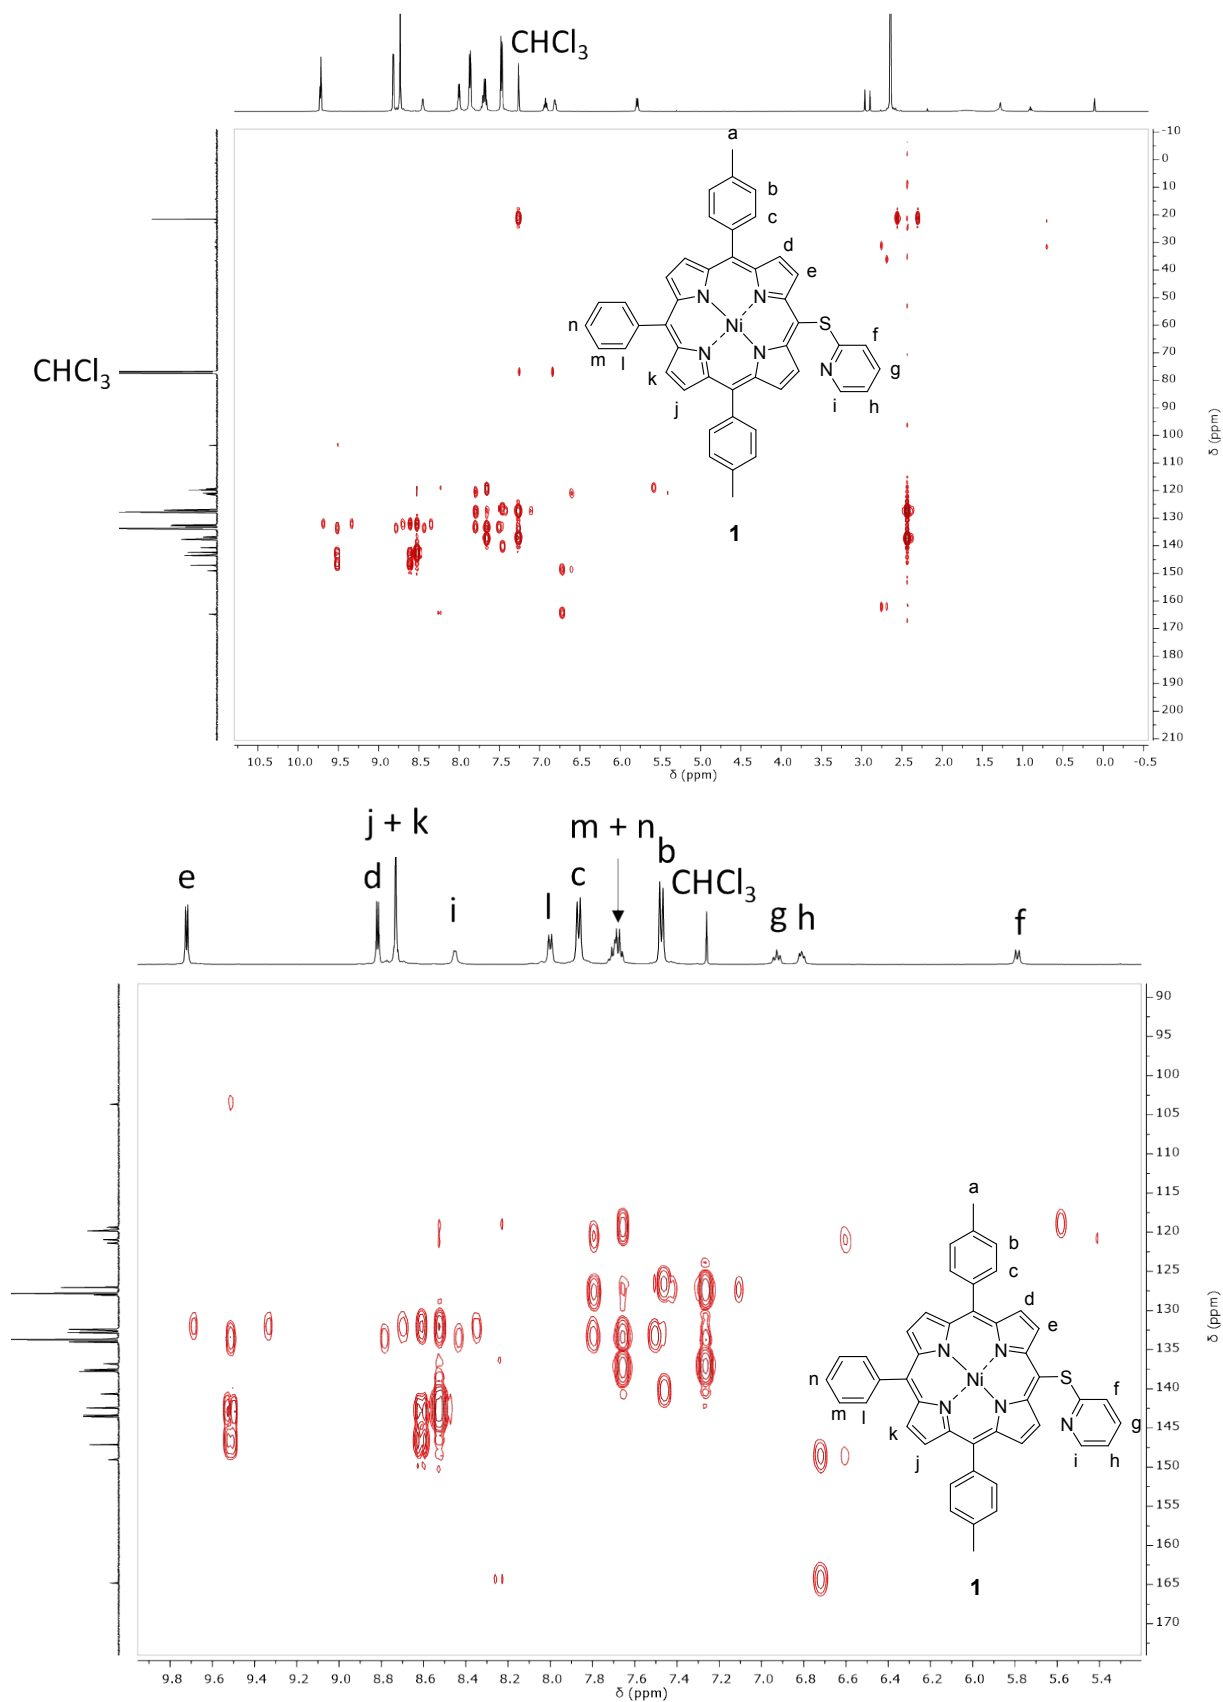 CHCl3
CHCl3
a
b
c
d
e
N
N
Ni
N
N
S
N
f
g
h
i
n
m
l
k
j
1
-10
0
10
20
30
40
50
60
70
80
90
100
110
120
130
140
150
160
170
180
190
200
210
δ (ppm)
10.5 10.0 9.5 9.0 8.5 8.0 7.5 7.0 6.5 6.0 5.5 5.0 4.5 4.0 3.5 3.0 2.5 2.0 1.5 1.0 0.5 0.0 -0.5
δ (ppm)
e
d
j + k
i
l
c
m + n
b
CHCl3
g
h
f
90
95
100
105
110
115
120
125
130
135
140
145
150
155
160
165
170
δ (ppm)
a
b
c
d
e
N
N
Ni
N
N
S
N
f
g
h
i
n
m
l
k
j
1
9.8 9.6 9.4 9.2 9.0 8.8 8.6 8.4 8.2 8.0 7.8 7.6 7.4 7.2 7.0 6.8 6.6 6.4 6.2 6.0 5.8 5.6 5.4
δ (ppm)